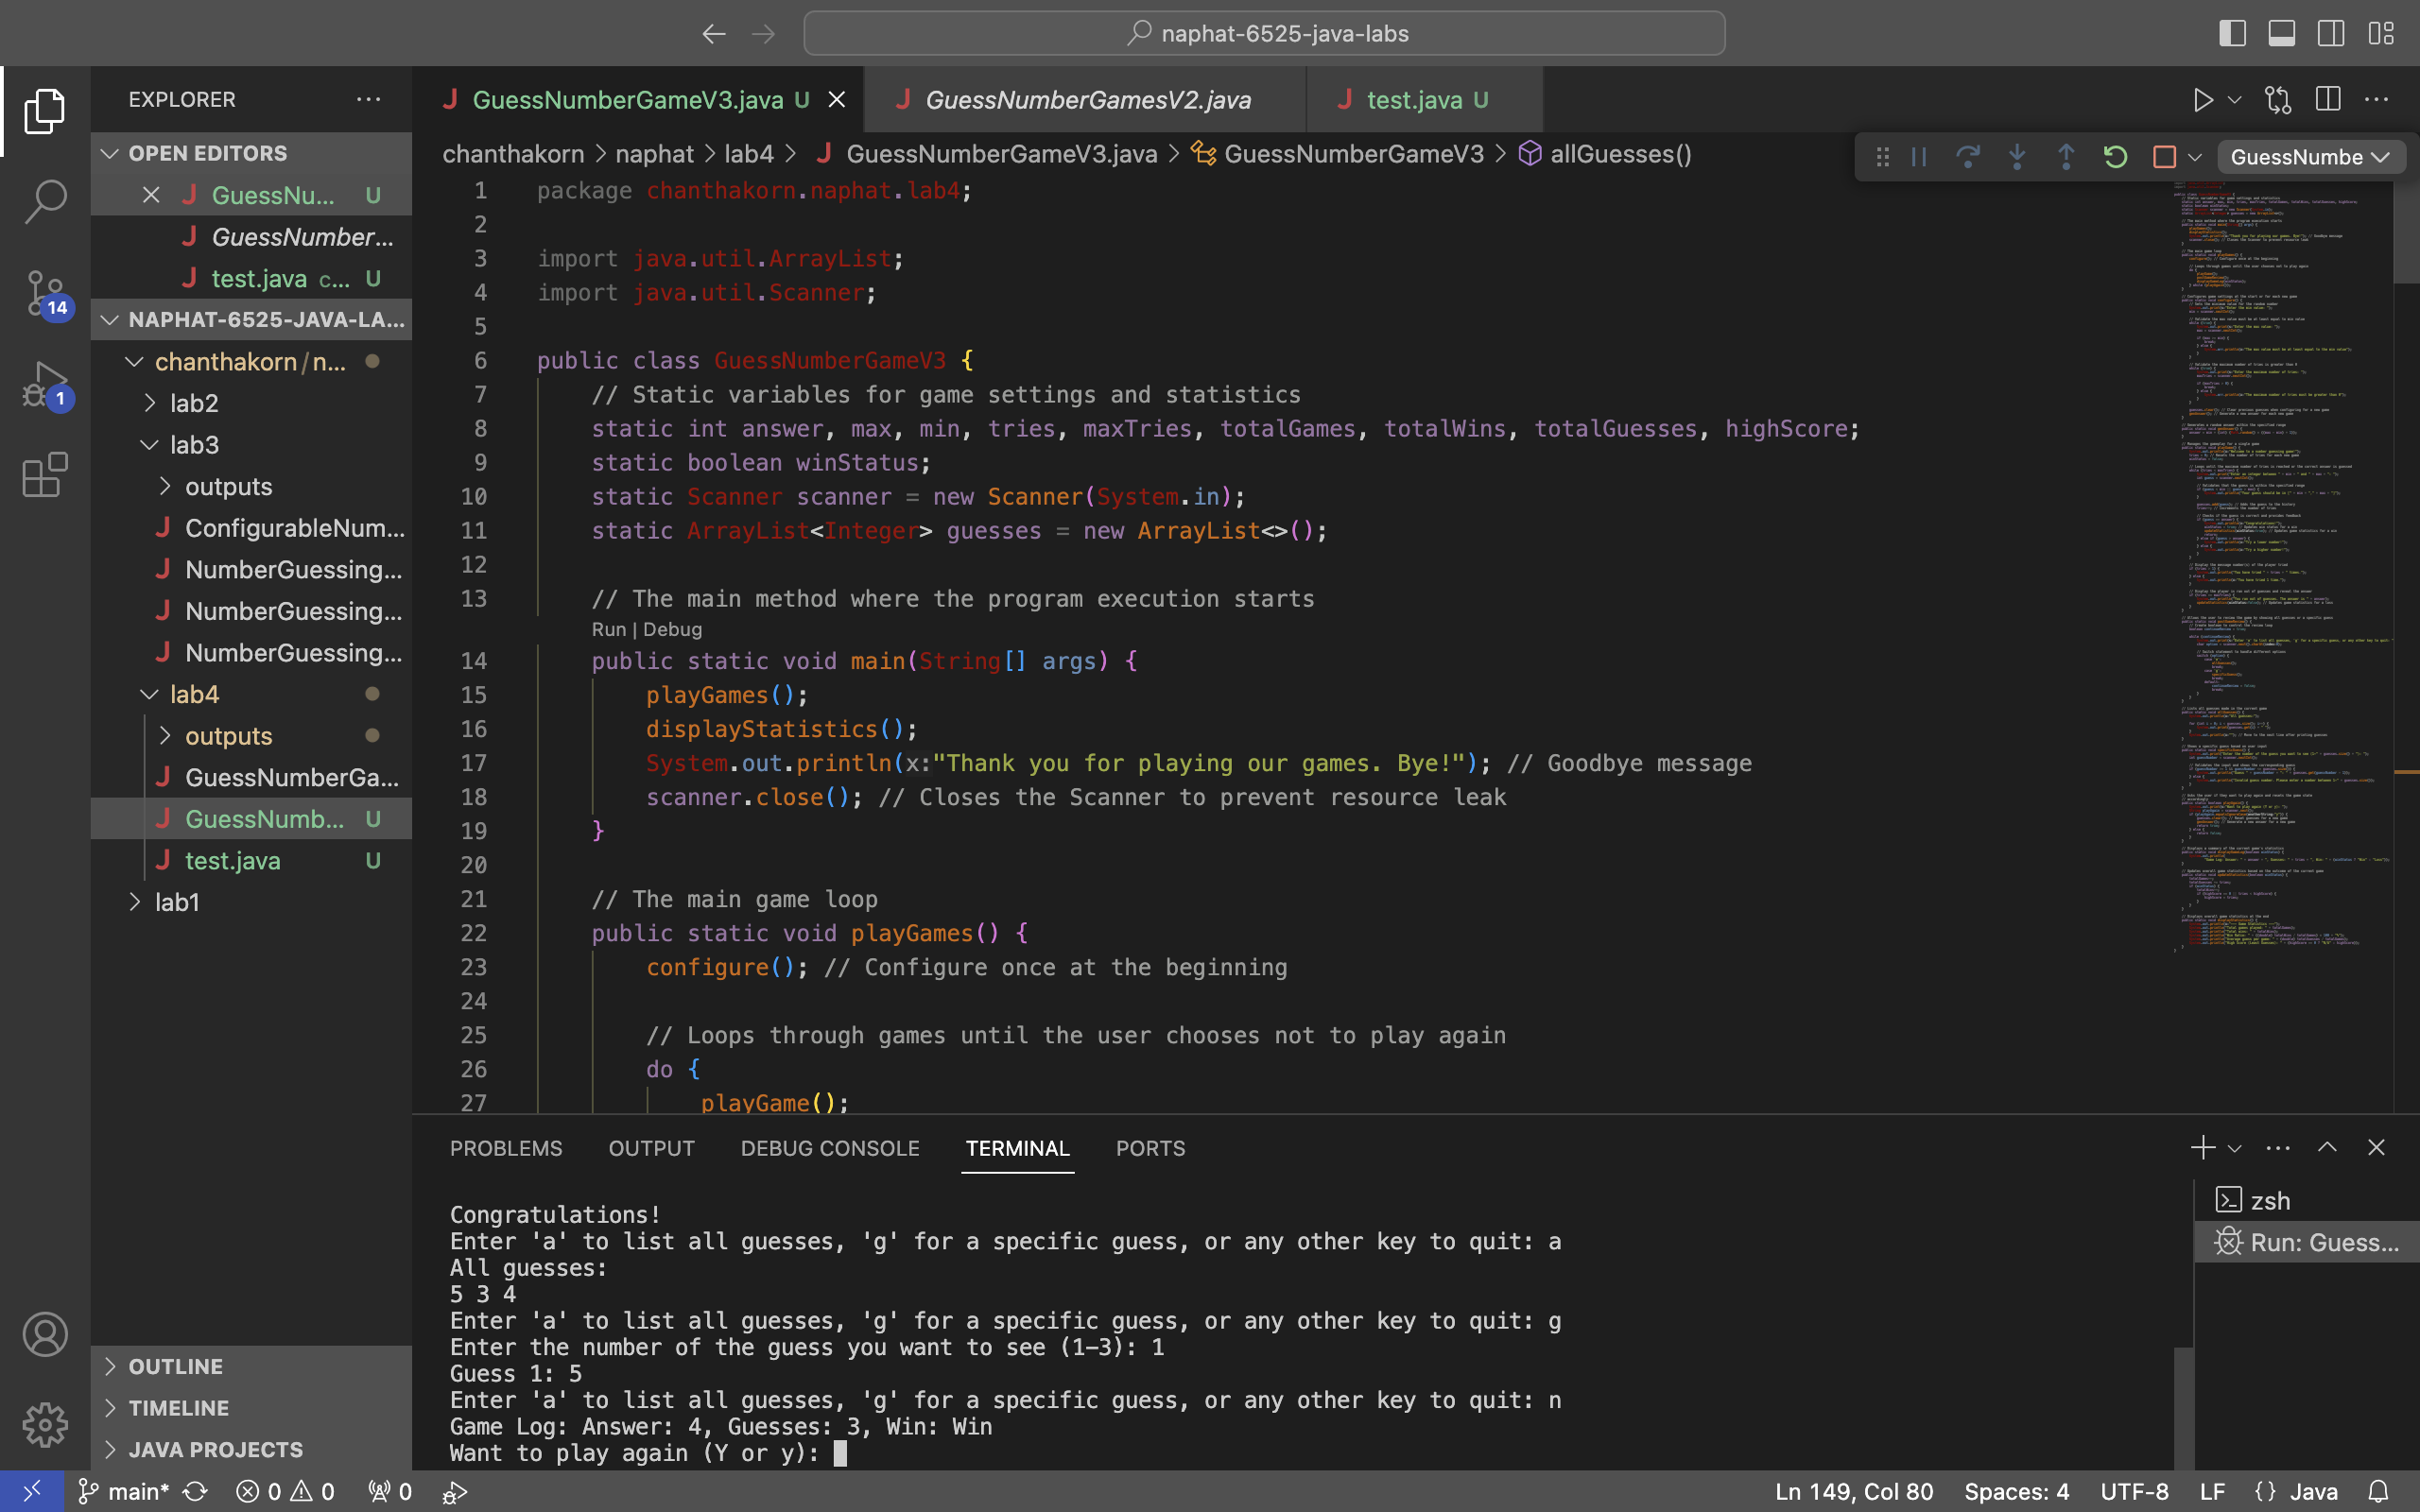 naphat-6525-java-labs
EXPLORER
OPEN EDITORS
GuessNu... U
GuessNumber...
test.java c... U
NAPHAT-6525-JAVA-LA...
chanthakorn/n...
lab2
lab3
outputs
ConfigurableNum...
NumberGuessing...
NumberGuessing...
NumberGuessing...
lab4
outputs
GuessNumberGa...
GuessNumb... U
test.java U
lab1
OUTLINE
TIMELINE
JAVA PROJECTS
14
1
GuessNumberGameV3.java U
GuessNumberGamesV2.java
test.java U
chanthakorn > naphat > lab4 > GuessNumberGameV3.java > GuessNumberGameV3 > allGuesses()
GuessNumbe
1 package chanthakorn.naphat.lab4;
2
3 import java.util.ArrayList;
4 import java.util.Scanner;
5
6 public class GuessNumberGameV3 {
7 // Static variables for game settings and statistics
8 static int answer, max, min, tries, maxTries, totalGames, totalWins, totalGuesses, highScore;
9 static boolean winStatus;
10 static Scanner scanner = new Scanner(System.in);
11 static ArrayList<Integer> guesses = new ArrayList<>();
12
13 // The main method where the program execution starts
Run | Debug
14 public static void main(String[] args) {
15 playGames();
16 displayStatistics();
17 System.out.println(x:"Thank you for playing our games. Bye!"); // Goodbye message
18 scanner.close(); // Closes the Scanner to prevent resource leak
19 }
20
21 // The main game loop
22 public static void playGames() {
23 configure(); // Configure once at the beginning
24
25 // Loops through games until the user chooses not to play again
26 do {
27 playGame();
PROBLEMS OUTPUT DEBUG CONSOLE TERMINAL PORTS
Congratulations!
Enter 'a' to list all guesses, 'g' for a specific guess, or any other key to quit: a
All guesses:
5 3 4
Enter 'a' to list all guesses, 'g' for a specific guess, or any other key to quit: g
Enter the number of the guess you want to see (1-3): 1
Guess 1: 5
Enter 'a' to list all guesses, 'g' for a specific guess, or any other key to quit: n
Game Log: Answer: 4, Guesses: 3, Win: Win
Want to play again (Y or y):
zsh
Run: Guess...
main* 0 0 0 Ln 149, Col 80 Spaces: 4 UTF-8 LF {} Java